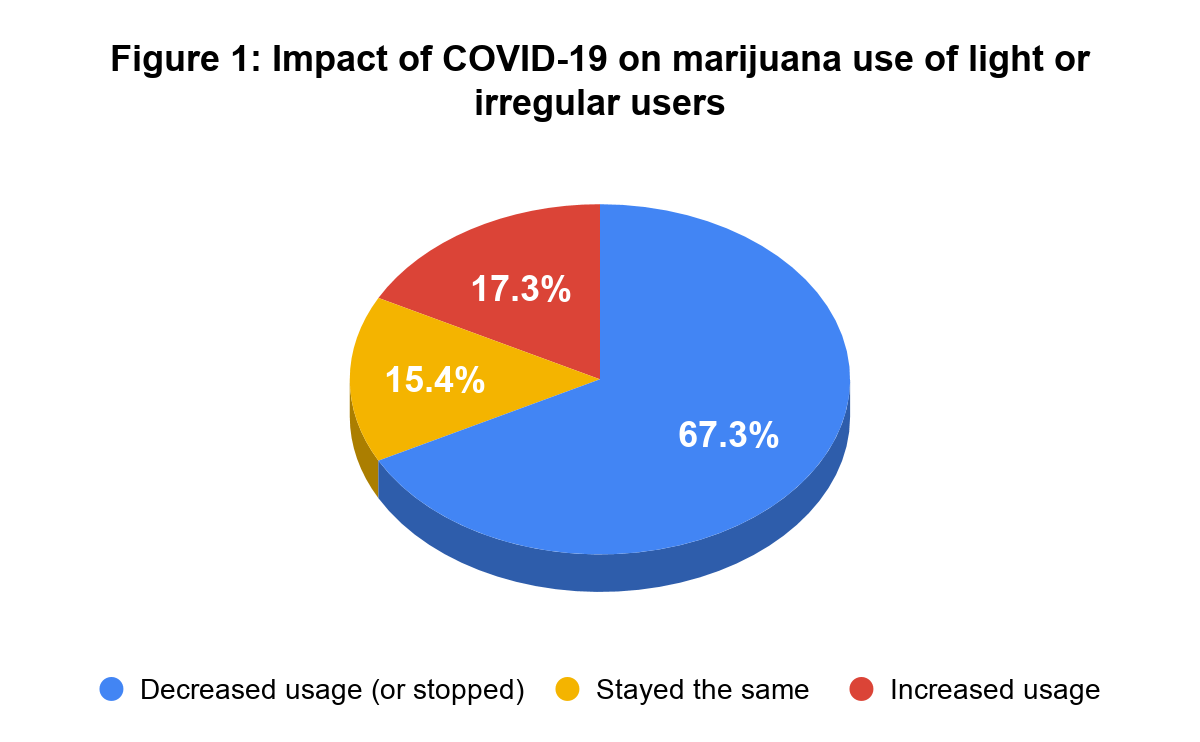 Figure 1: Impact of COVID-19 on marijuana use of light or
irregular users
17.3%
15.4%
67.3%
Decreased usage (or stopped) Stayed the same Increased usage